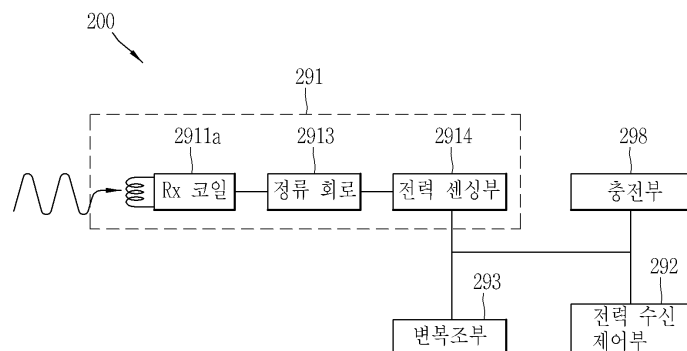 200
291
2911a
2913
2914
298
Rx 코일
정류 회로
전력 센싱부
충전부
293
292
변복조부
전력 수신
제어부